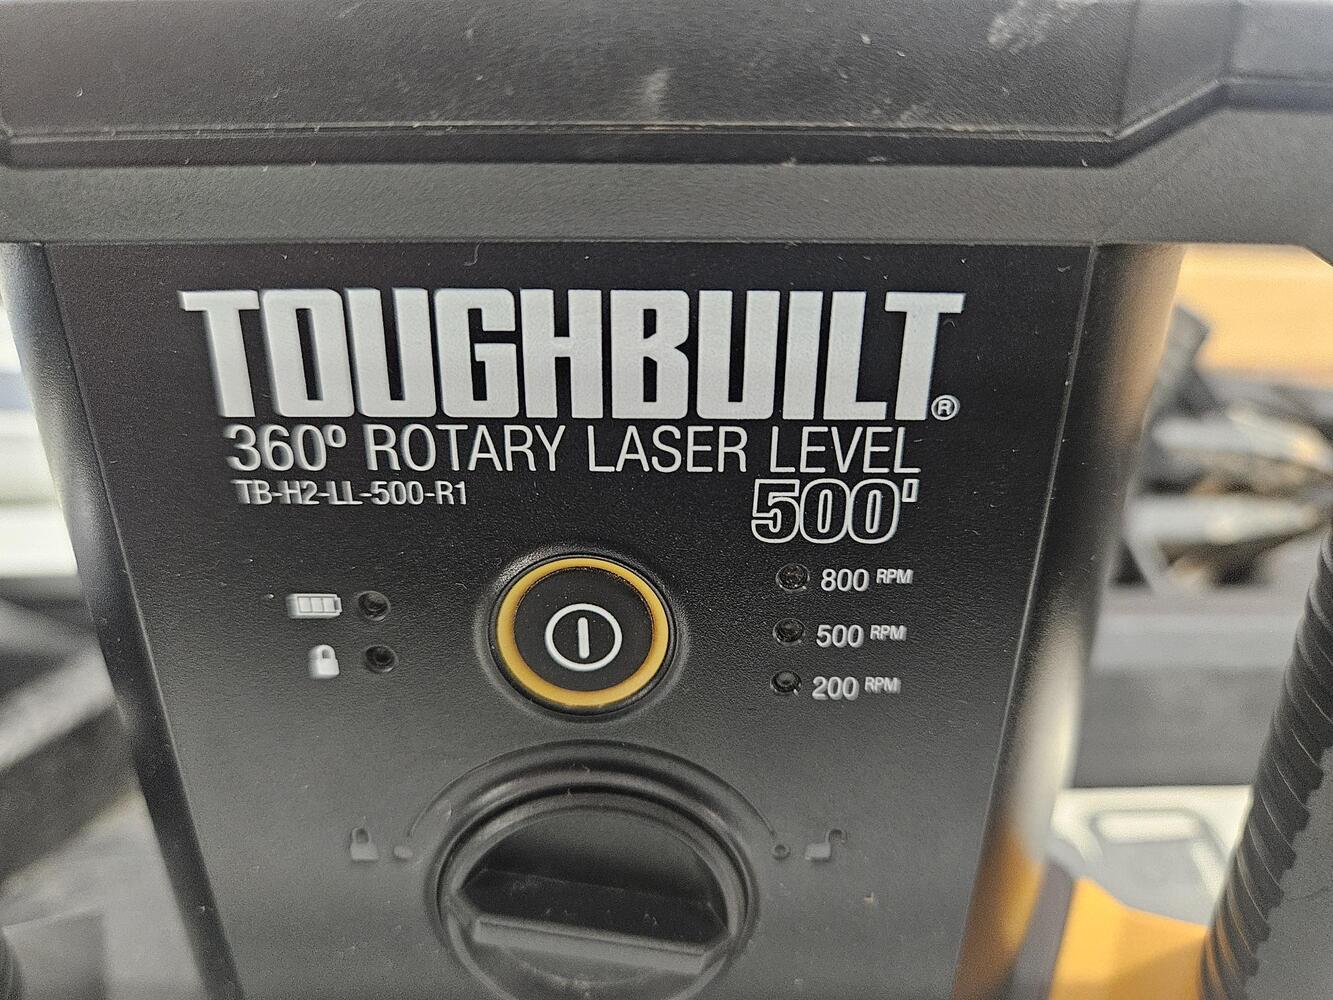 TOUGHBUILT®
360º ROTARY LASER LEVEL
TB-H2-LL-500-R1
500'
800 RPM
500 RPM
200 RPM